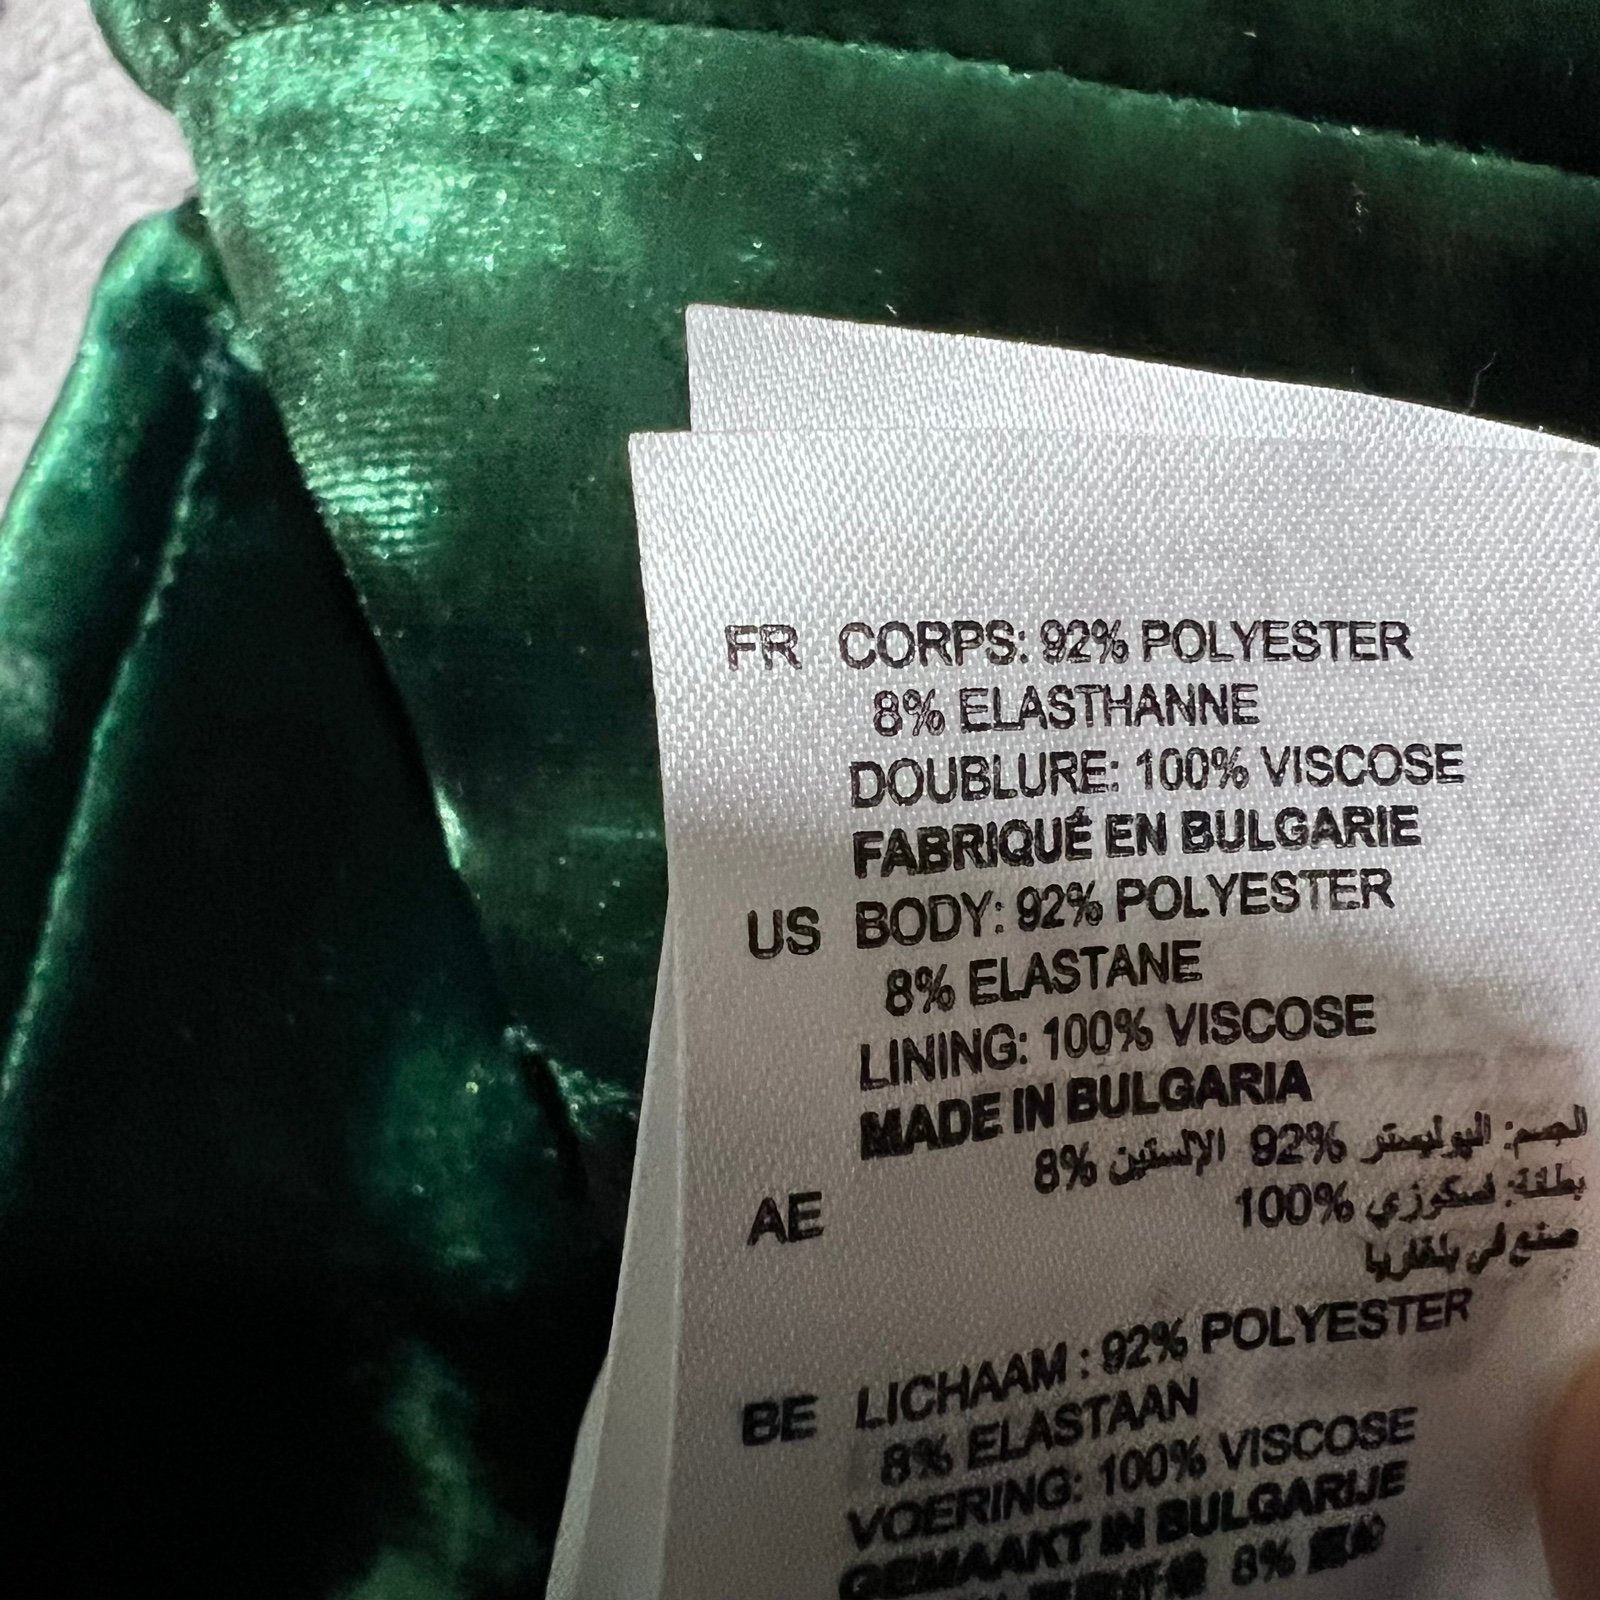 FR CORPS: 92% POLYESTER
8% ELASTHANNE
DOUBLURE: 100% VISCOSE
FABRIQUÉ EN BULGARIE
US BODY: 92% POLYESTER
8% ELASTANE
LINING: 100% VISCOSE
MADE IN BULGARIA
AE الجسم: البوليستر 92% الإلستين 8%
بطانة: فسكوزي 100%
صنع في بلغاريا
BE LICHAAM : 92% POLYESTER
8% ELASTAAN
VOERING: 100% VISCOSE
GEMAAKT IN BULGARIJE
8%